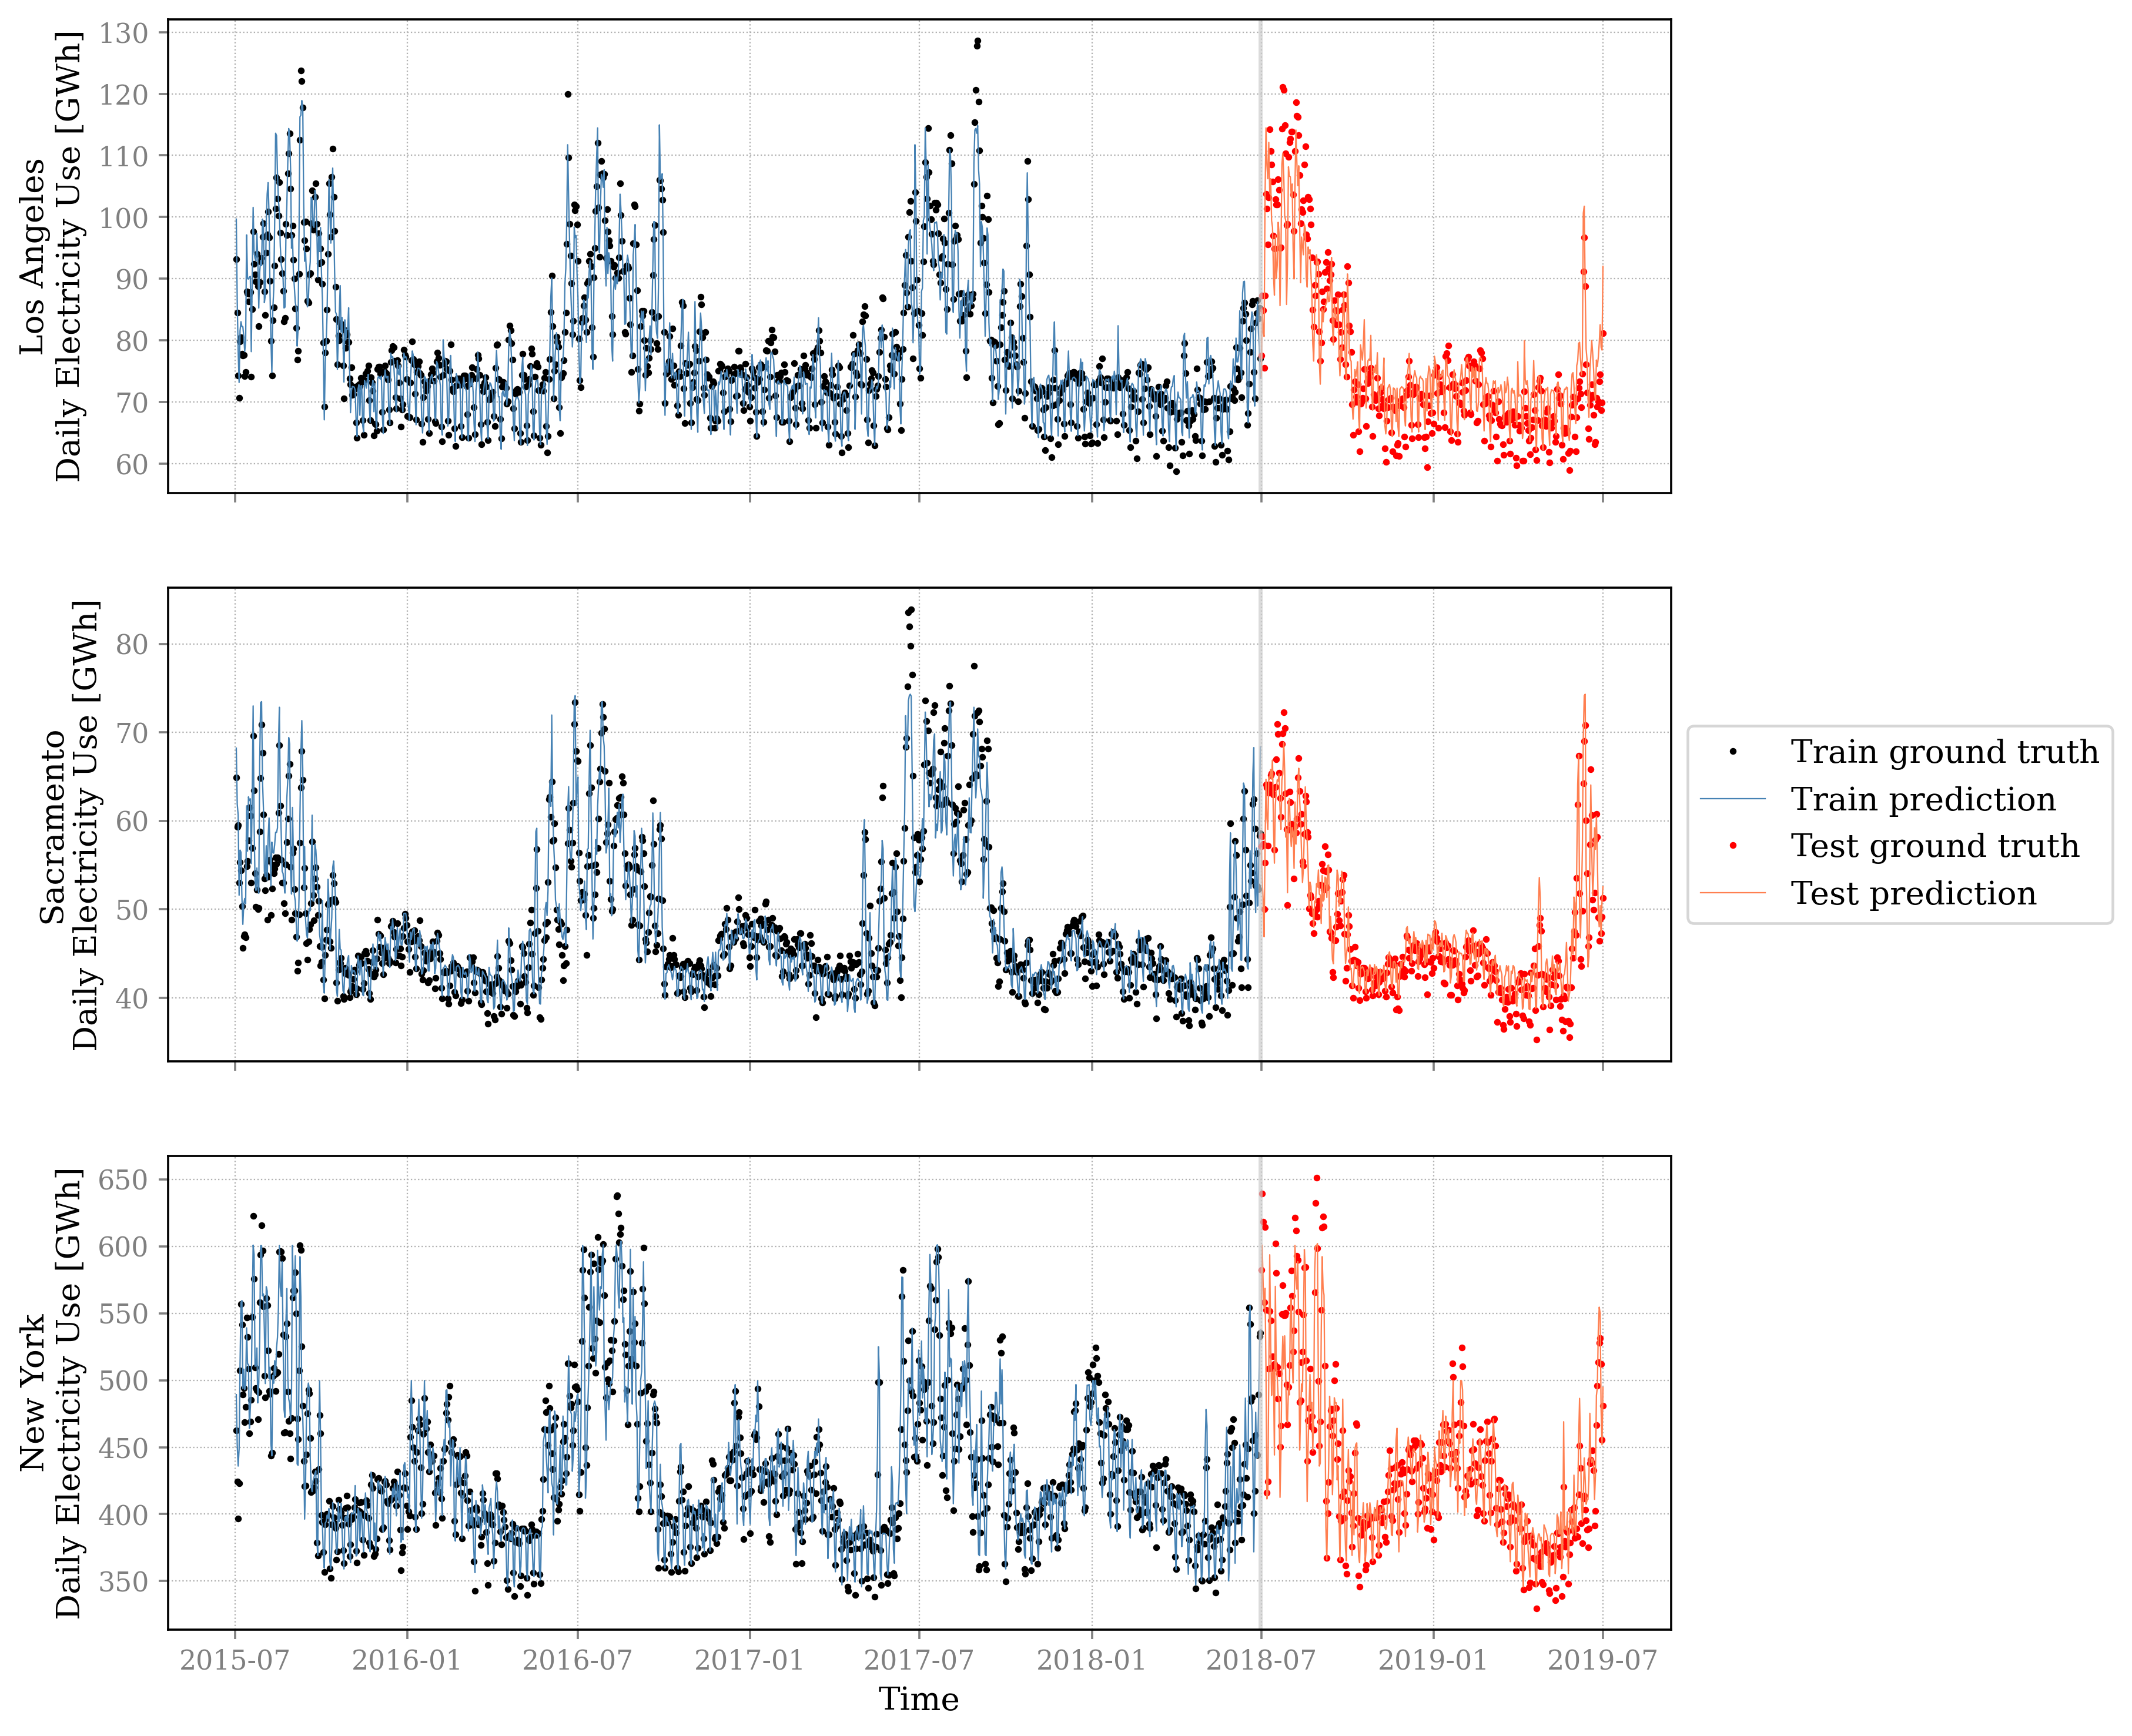 Los Angeles
Daily Electricity Use [GWh]
130
120
110
100
90
80
70
60
Sacramento
Daily Electricity Use [GWh]
80
70
60
50
40
Train ground truth
Train prediction
Test ground truth
Test prediction
New York
Daily Electricity Use [GWh]
650
600
550
500
450
400
350
2015-07 2016-01 2016-07 2017-01 2017-07 2018-01 2018-07 2019-01 2019-07
Time